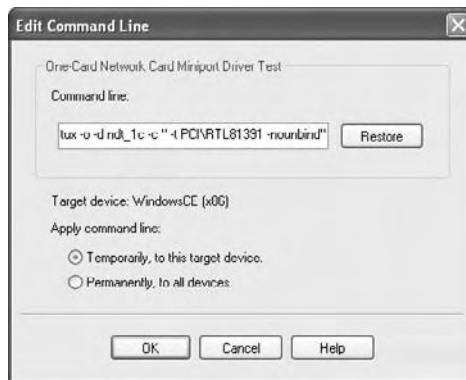 Edit Command Line
One-Card Network Card Miniport Driver Test
Command line:
tux -o -d ndt_1c -c " -t PCI\RTL81391 -nounbind"
Restore
Target device: WindowsCE (x86)
Apply command line:
Temporarily, to this target device.
Permanently, to all devices
OK
Cancel
Help